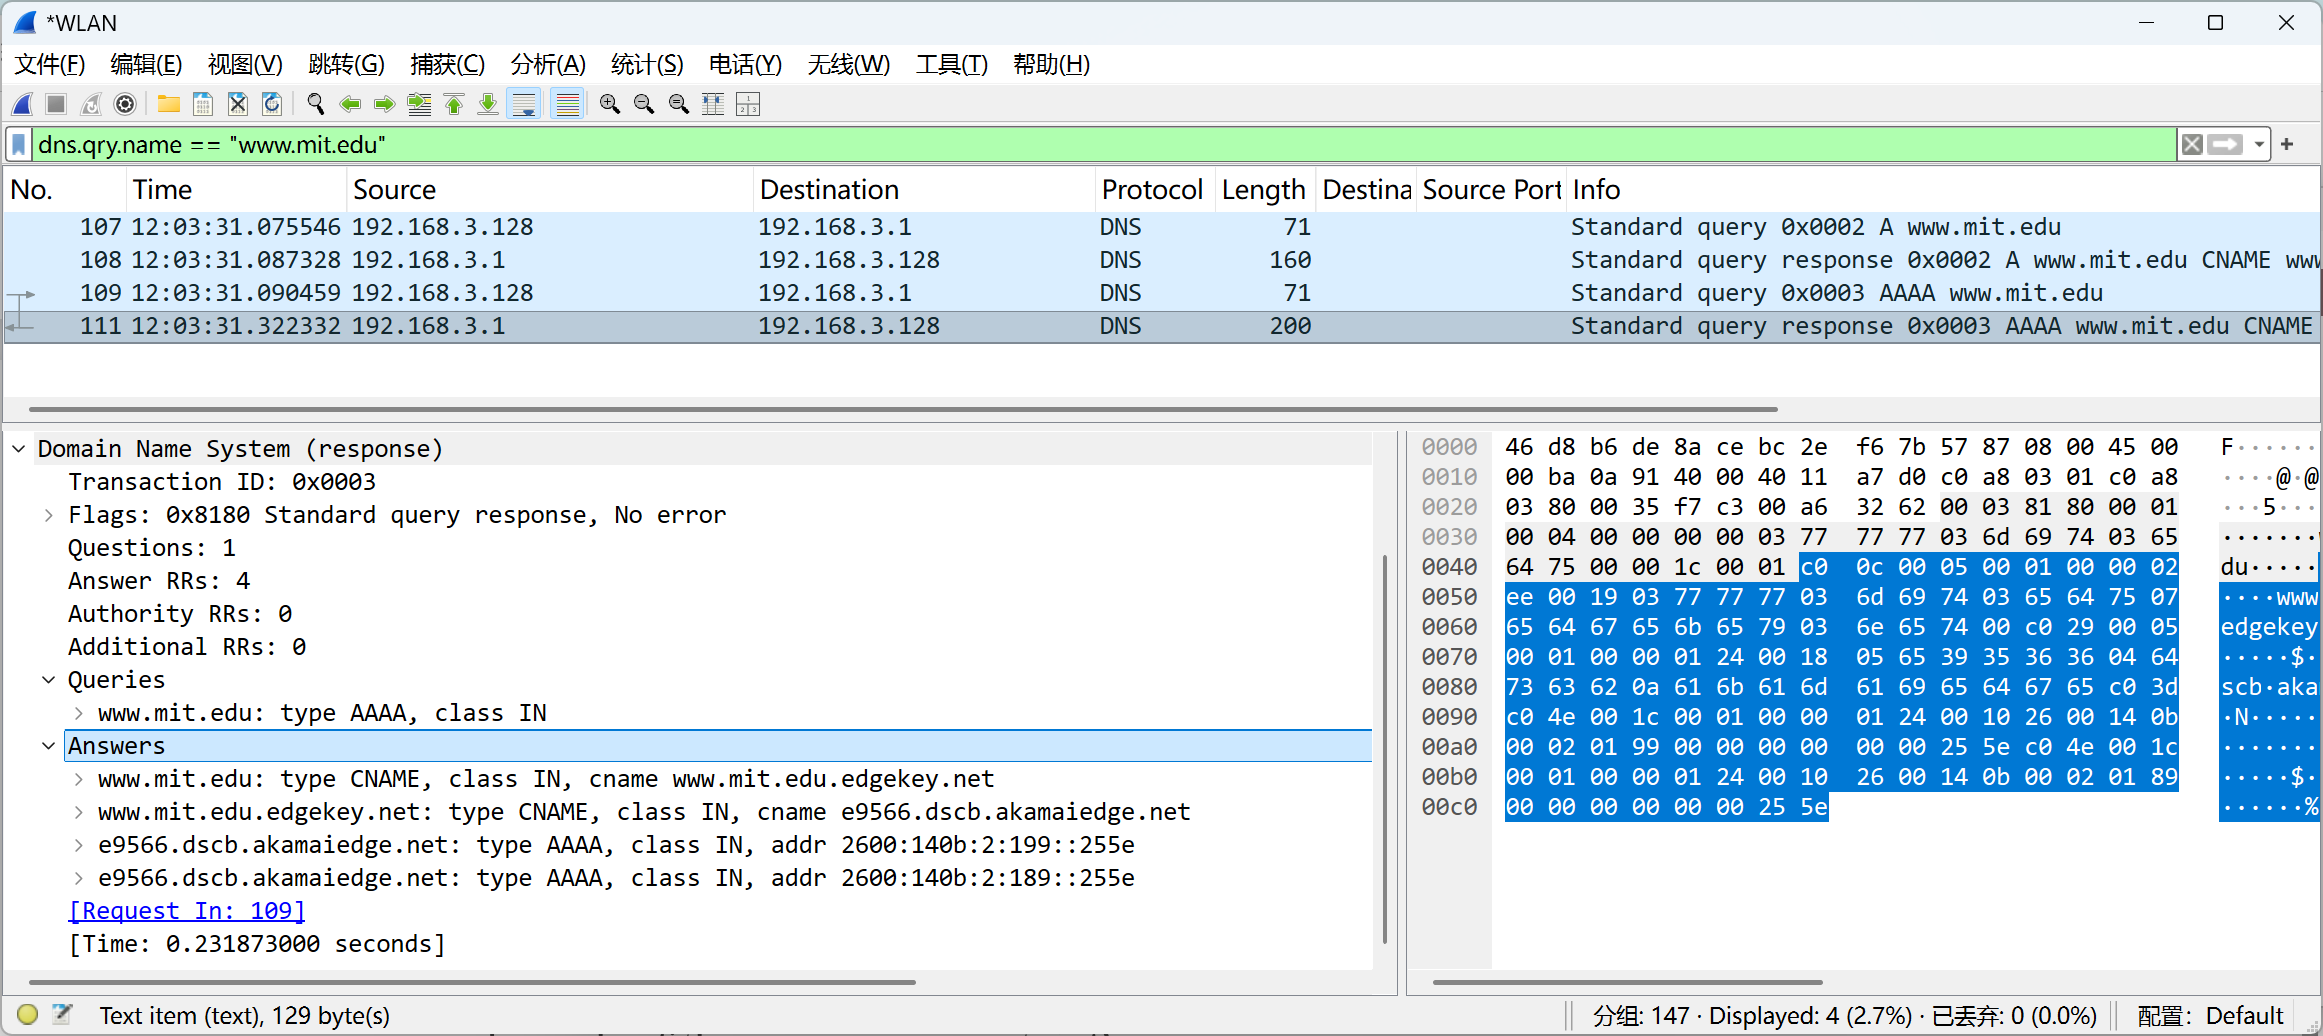 *WLAN
文件(F) 编辑(E) 视图(V) 跳转(G) 捕获(C) 分析(A) 统计(S) 电话(Y) 无线(W) 工具(T) 帮助(H)
dns.qry.name == "www.mit.edu"
No. Time Source Destination Protocol Length Destina Source Port Info
107 12:03:31.075546 192.168.3.128 192.168.3.1 DNS 71 Standard query 0x0002 A www.mit.edu
108 12:03:31.087328 192.168.3.1 192.168.3.128 DNS 160 Standard query response 0x0002 A www.mit.edu CNAME www
109 12:03:31.090459 192.168.3.128 192.168.3.1 DNS 71 Standard query 0x0003 AAAA www.mit.edu
111 12:03:31.322332 192.168.3.1 192.168.3.128 DNS 200 Standard query response 0x0003 AAAA www.mit.edu CNAME
Domain Name System (response)
Transaction ID: 0x0003
Flags: 0x8180 Standard query response, No error
Questions: 1
Answer RRs: 4
Authority RRs: 0
Additional RRs: 0
Queries
www.mit.edu: type AAAA, class IN
Answers
www.mit.edu: type CNAME, class IN, cname www.mit.edu.edgekey.net
www.mit.edu.edgekey.net: type CNAME, class IN, cname e9566.dscb.akamaiedge.net
e9566.dscb.akamaiedge.net: type AAAA, class IN, addr 2600:140b:2:199::255e
e9566.dscb.akamaiedge.net: type AAAA, class IN, addr 2600:140b:2:189::255e
[Request In: 109]
[Time: 0.231873000 seconds]
0000 46 d8 b6 de 8a ce bc 2e f6 7b 57 87 08 00 45 00 F·······
0010 00 ba 0a 91 40 00 40 11 a7 d0 c0 a8 03 01 c0 a8 ····@·@
0020 03 80 00 35 f7 c3 00 a6 32 62 00 03 81 80 00 01 ···5···
0030 00 04 00 00 00 00 03 77 77 77 03 6d 69 74 03 65 ·······
0040 64 75 00 00 1c 00 01 c0 0c 00 05 00 01 00 00 02 du·····
0050 ee 00 19 03 77 77 77 03 6d 69 74 03 65 64 75 07 ····www
0060 65 64 67 65 6b 65 79 03 6e 65 74 00 c0 29 00 05 edgekey
0070 00 01 00 00 01 24 00 18 05 65 39 35 36 36 04 64 ·····$·
0080 73 63 62 0a 61 6b 61 6d 61 69 65 64 67 65 c0 3d scb·aka
0090 c0 4e 00 1c 00 01 00 00 01 24 00 10 26 00 14 0b ·N·····
00a0 00 02 01 99 00 00 00 00 00 00 25 5e c0 4e 00 1c ·······
00b0 00 01 00 00 01 24 00 10 26 00 14 0b 00 02 01 89 ·····$·
00c0 00 00 00 00 00 00 25 5e ······%
Text item (text), 129 byte(s) 分组: 147 · Displayed: 4 (2.7%) · 已丢弃: 0 (0.0%) 配置: Default